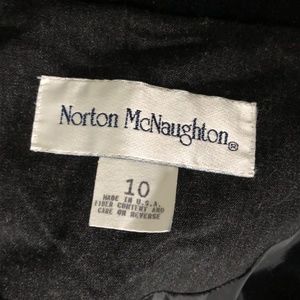 Norton McNaughton®
10
MADE IN U.S.A.
FIBER CONTENT AND
CARE ON REVERSE